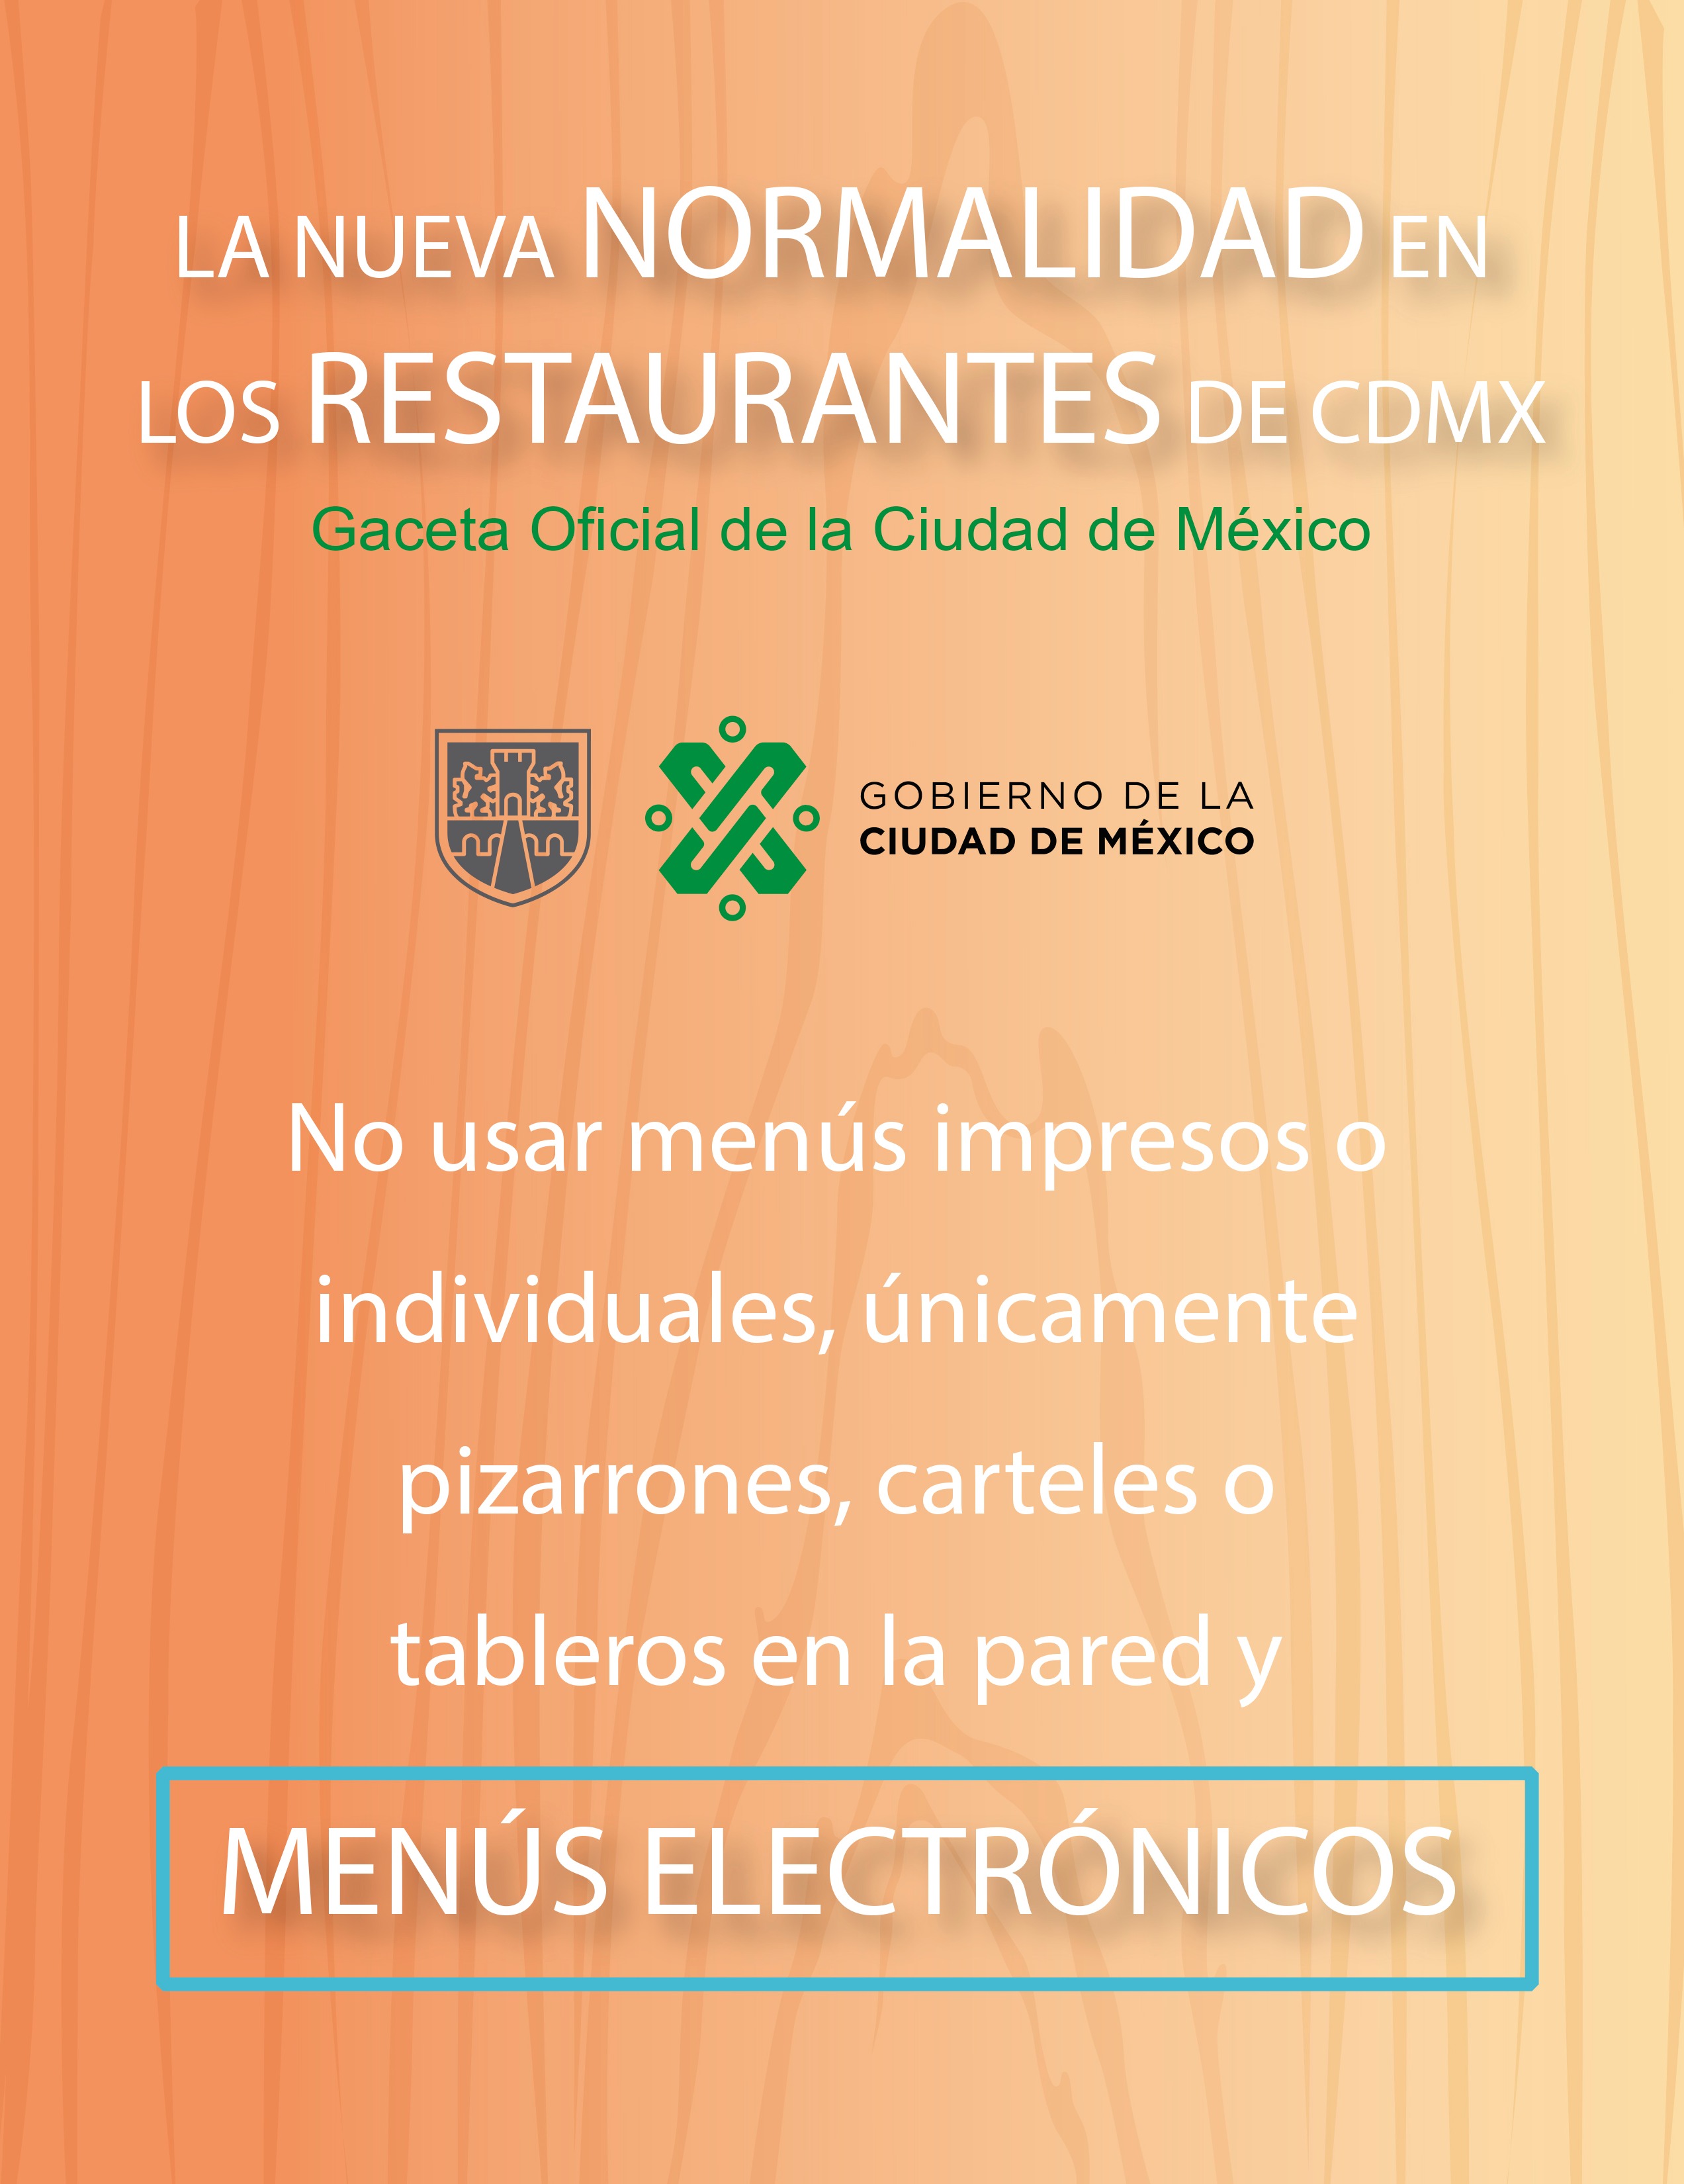 LA NUEVA NORMALIDAD EN
LOS RESTAURANTES DE CDMX
Gaceta Oficial de la Ciudad de México
GOBIERNO DE LA
CIUDAD DE MÉXICO
No usar menús impresos o
individuales, únicamente
pizarrones, carteles o
tableros en la pared y
MENÚS ELECTRÓNICOS